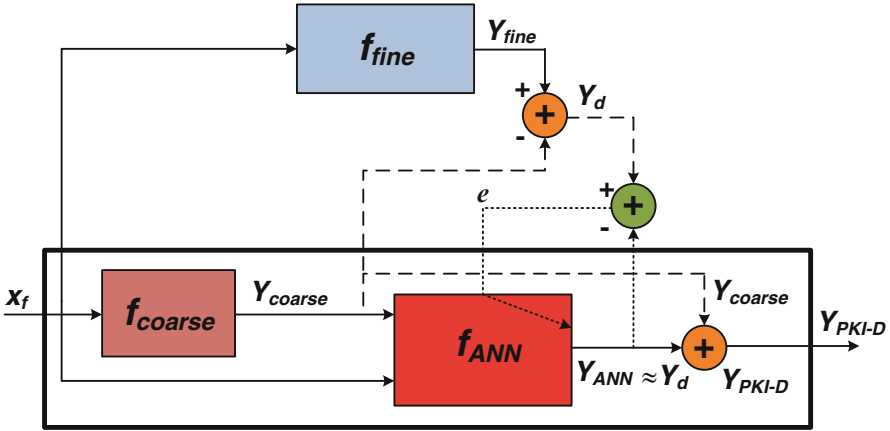 f_fine
Y_fine
+
+
-
Y_d
+
+
-
e
x_f
f_coarse
Y_coarse
f_ANN
Y_coarse
+
Y_PKI-D
Y_ANN ≈ Y_d
Y_PKI-D